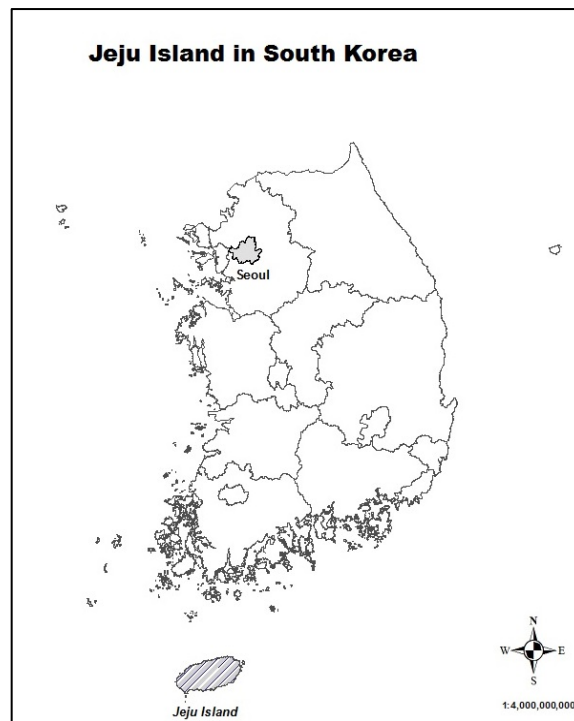 Jeju Island in South Korea
Seoul
N
W E
S
1:4,000,000,000
Jeju Island